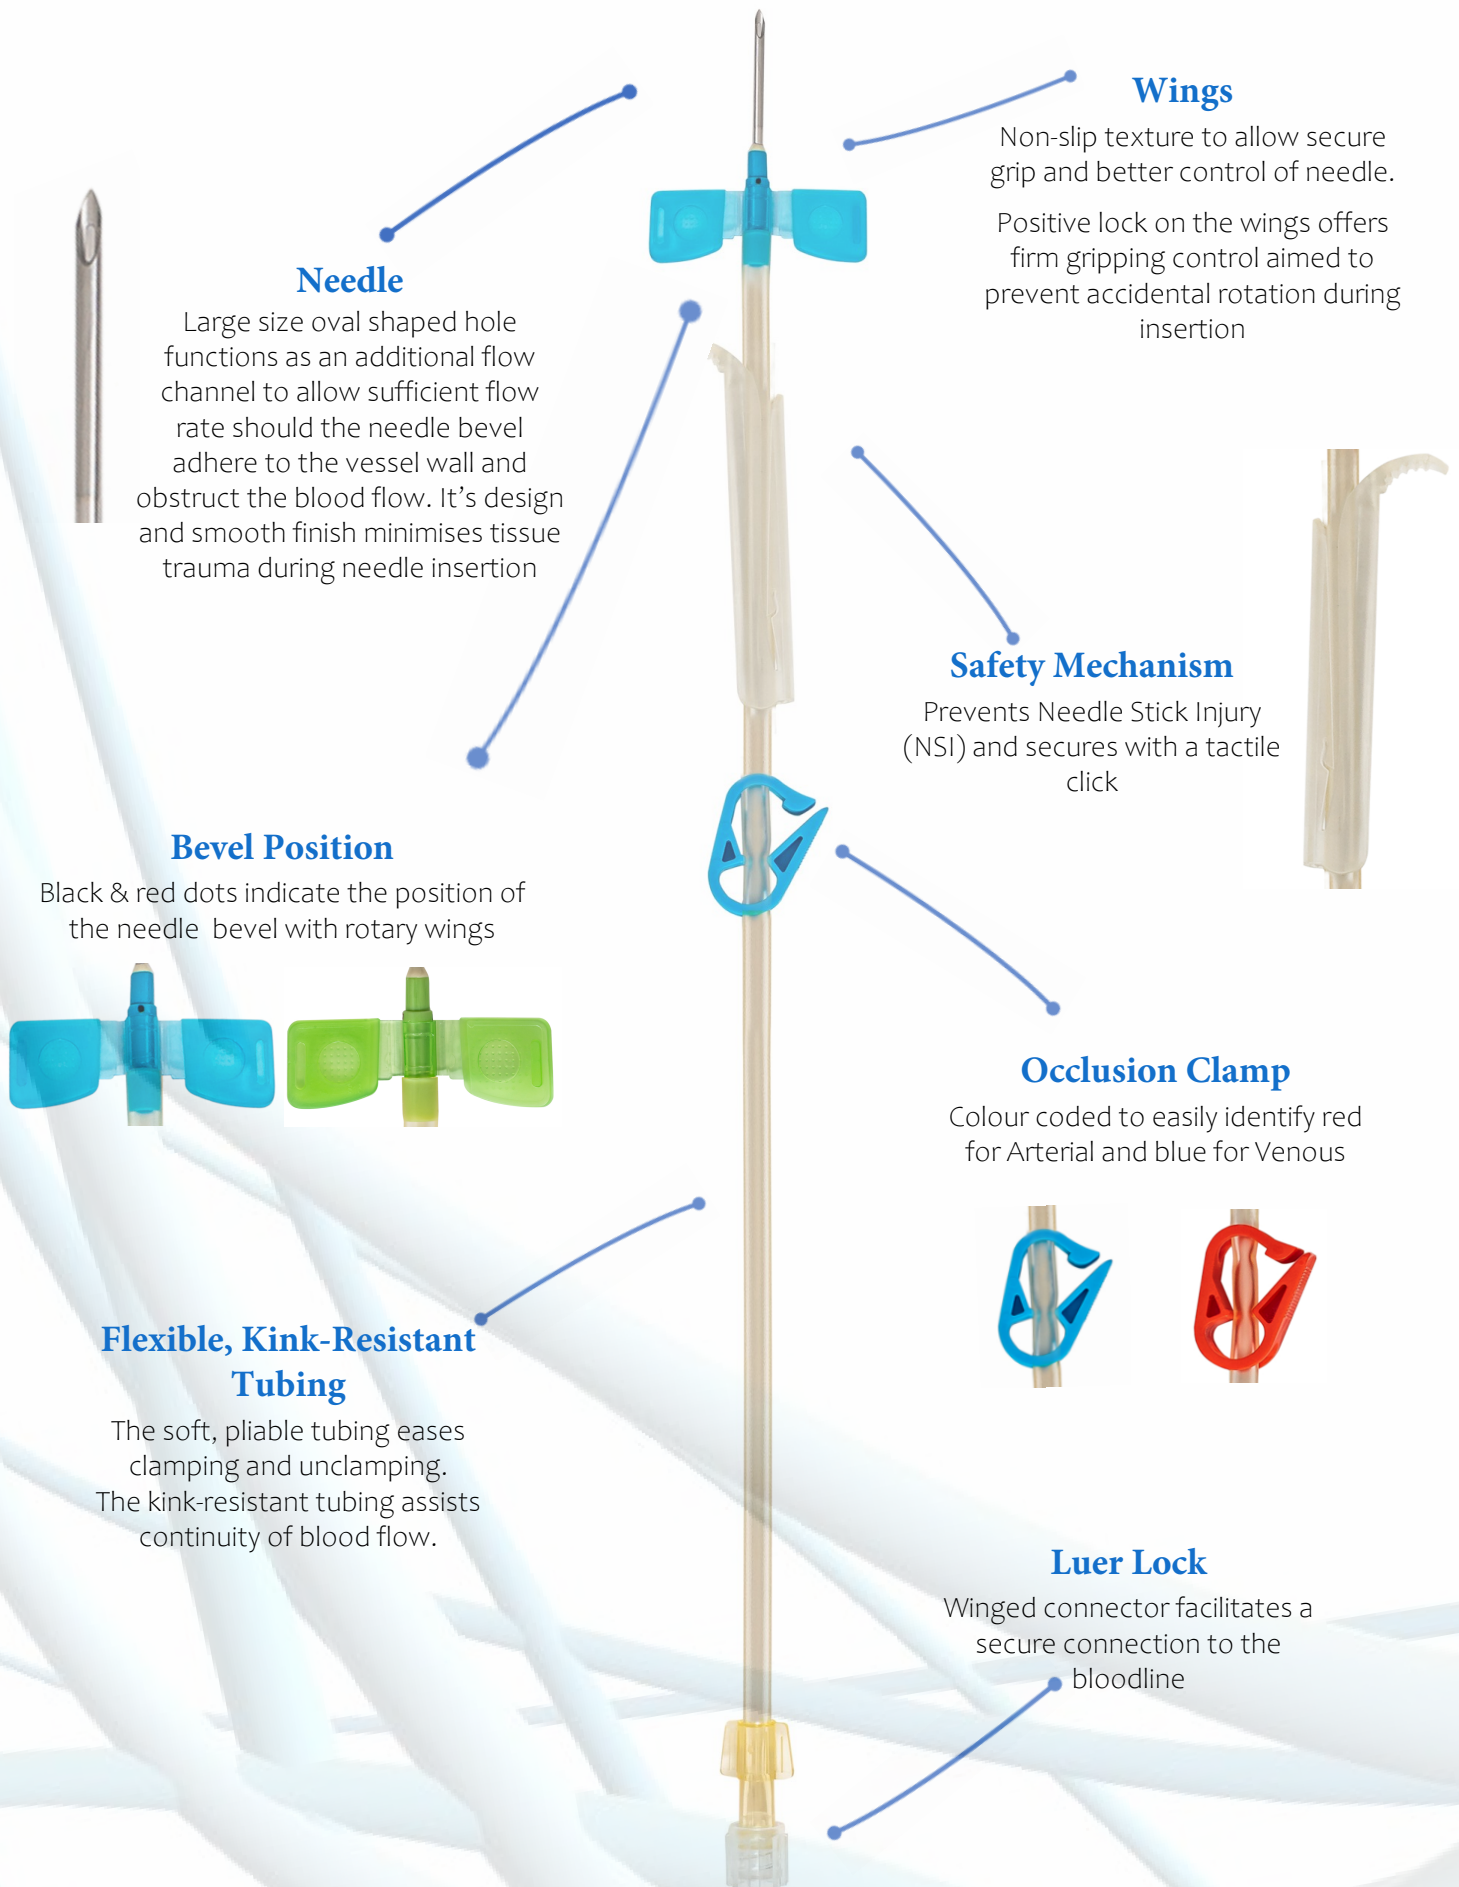 Wings
Non-slip texture to allow secure
grip and better control of needle.
Positive lock on the wings offers
firm gripping control aimed to
prevent accidental rotation during
insertion
Needle
Large size oval shaped hole
functions as an additional flow
channel to allow sufficient flow
rate should the needle bevel
adhere to the vessel wall and
obstruct the blood flow. It’s design
and smooth finish minimises tissue
trauma during needle insertion
Safety Mechanism
Prevents Needle Stick Injury
(NSI) and secures with a tactile
click
Bevel Position
Black & red dots indicate the position of
the needle bevel with rotary wings
Occlusion Clamp
Colour coded to easily identify red
for Arterial and blue for Venous
Flexible, Kink-Resistant
Tubing
The soft, pliable tubing eases
clamping and unclamping.
The kink-resistant tubing assists
continuity of blood flow.
Luer Lock
Winged connector facilitates a
secure connection to the
bloodline